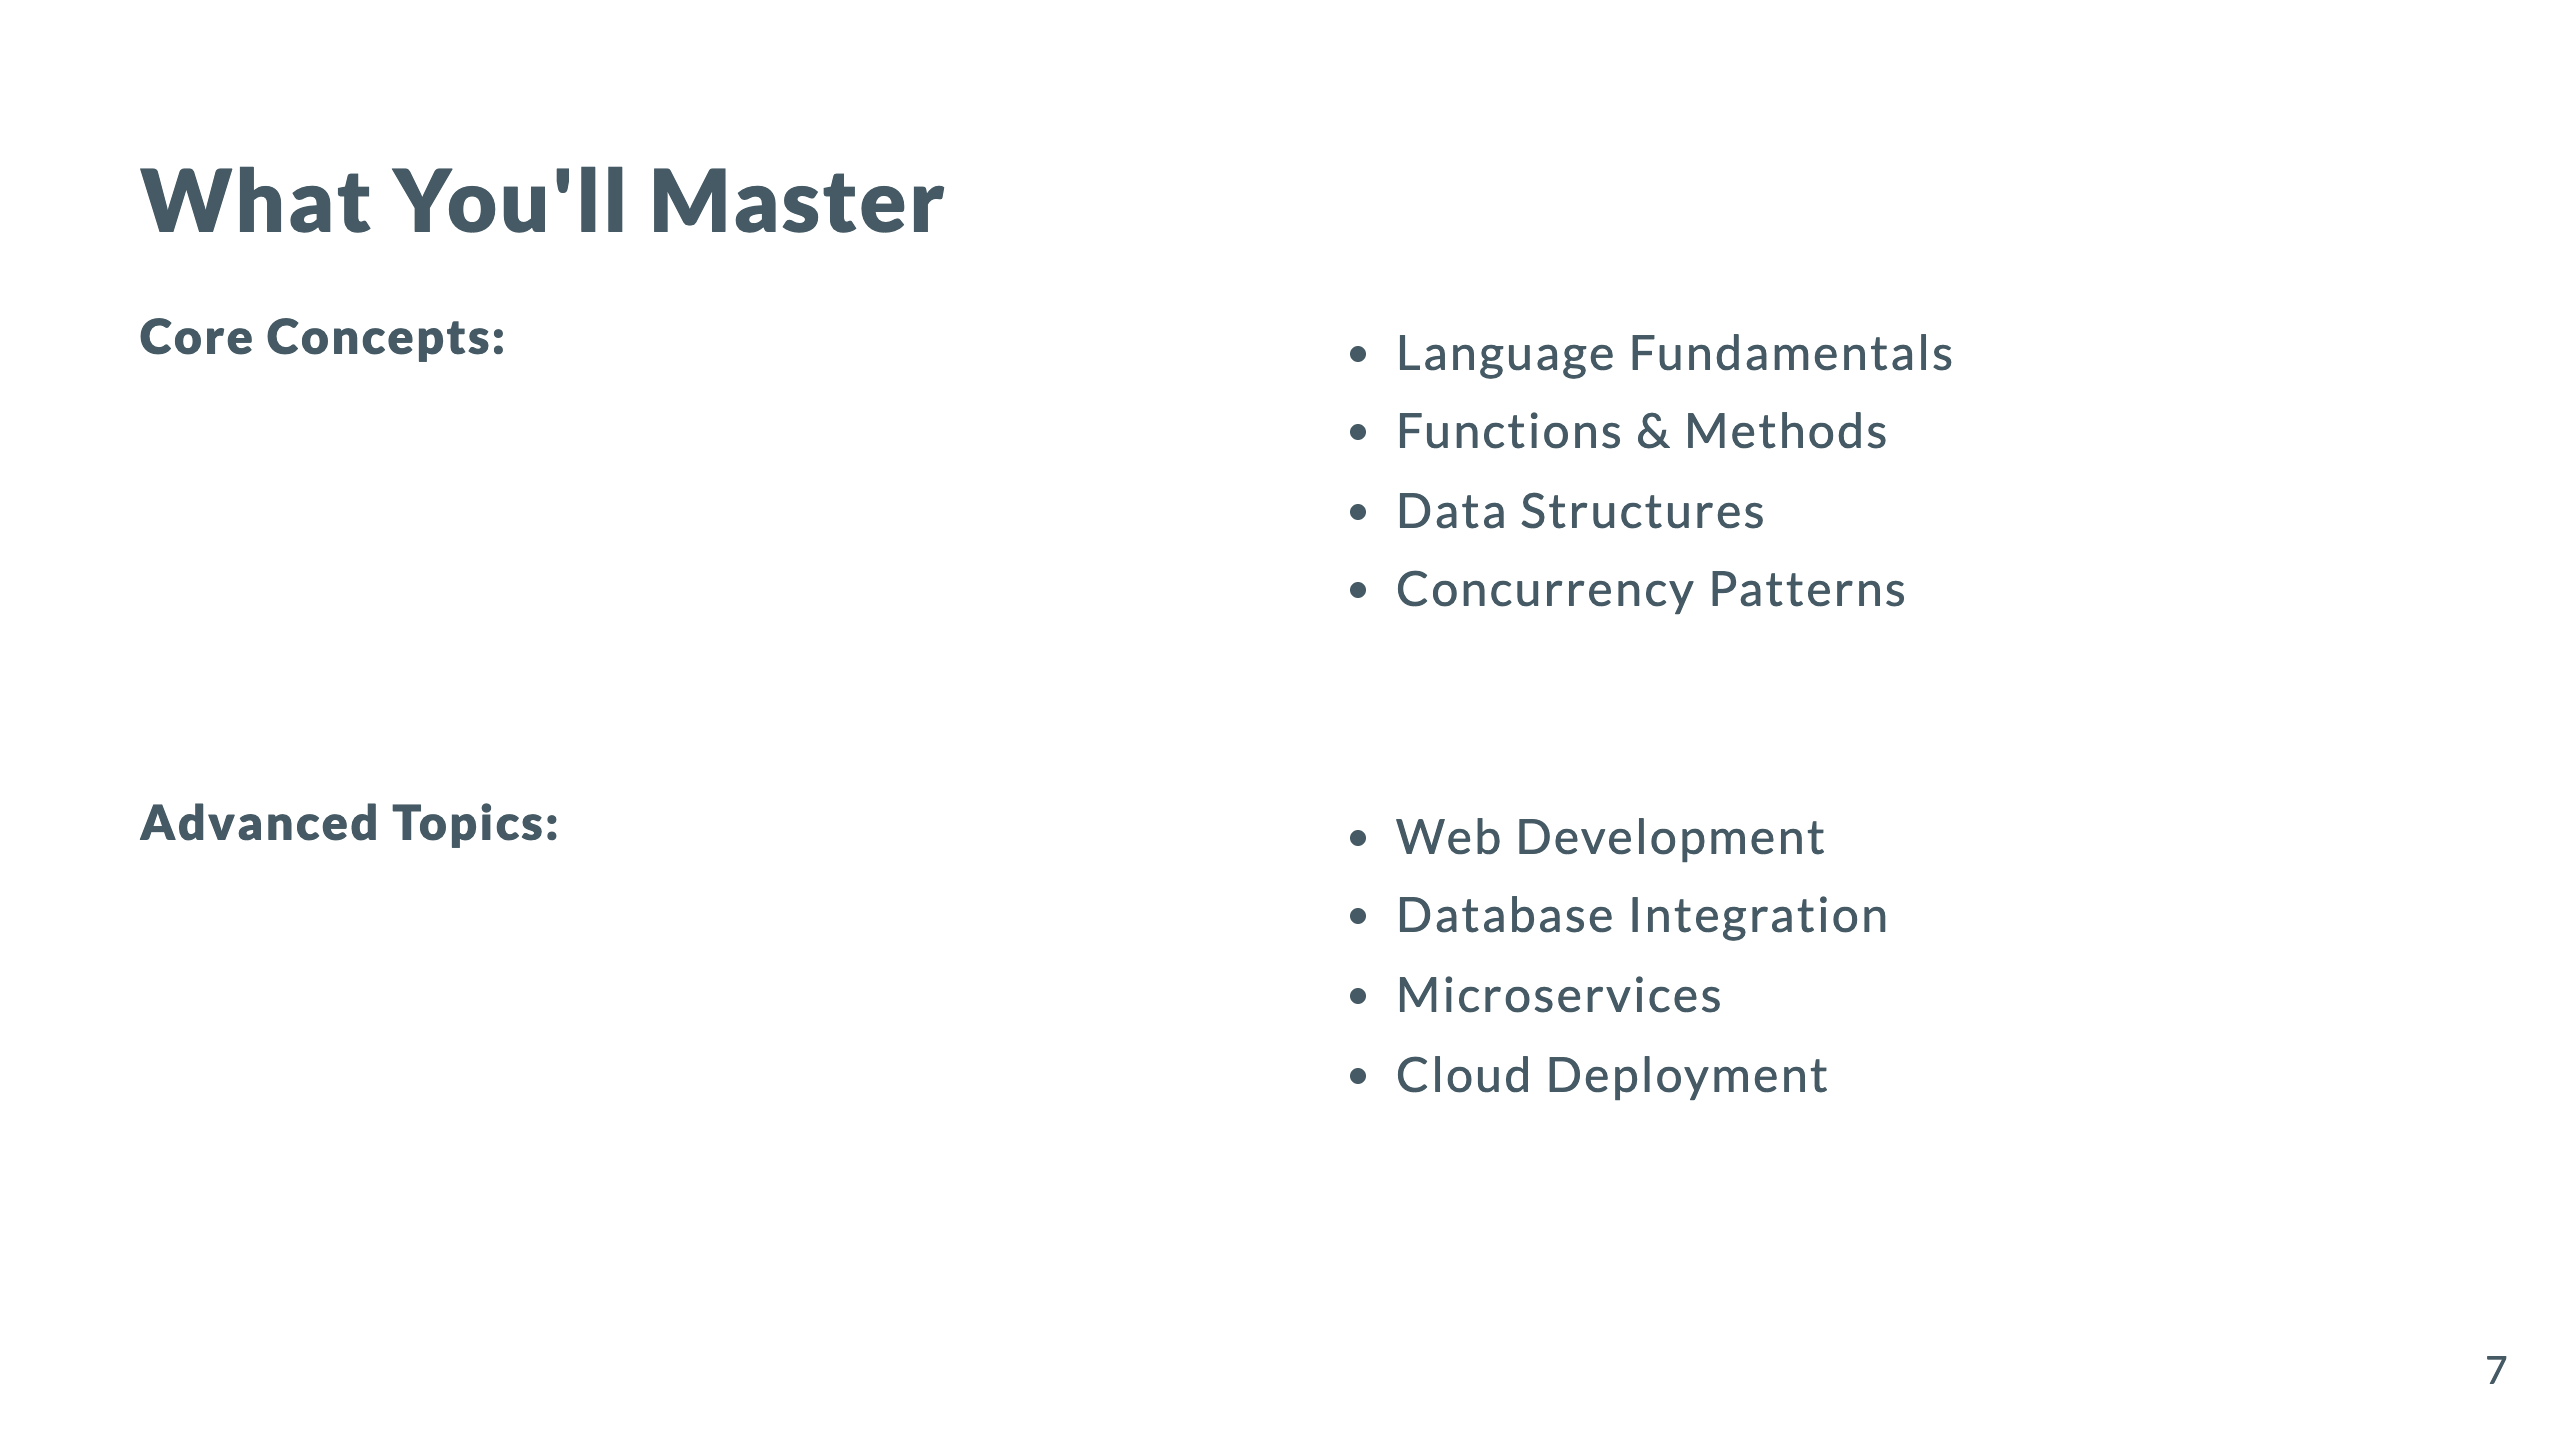 What You'll Master
Core Concepts:
• Language Fundamentals
• Functions & Methods
• Data Structures
• Concurrency Patterns
Advanced Topics:
• Web Development
• Database Integration
• Microservices
• Cloud Deployment
7